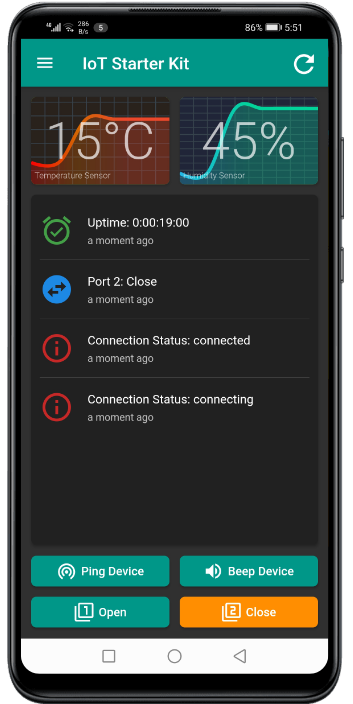 4G 286 B/s 5 86% 5:51
IoT Starter Kit
15°C 45%
Temperature Sensor Humidity Sensor
Uptime: 0:00:19:00
a moment ago
Port 2: Close
a moment ago
Connection Status: connected
a moment ago
Connection Status: connecting
a moment ago
Ping Device Beep Device
1 Open 2 Close